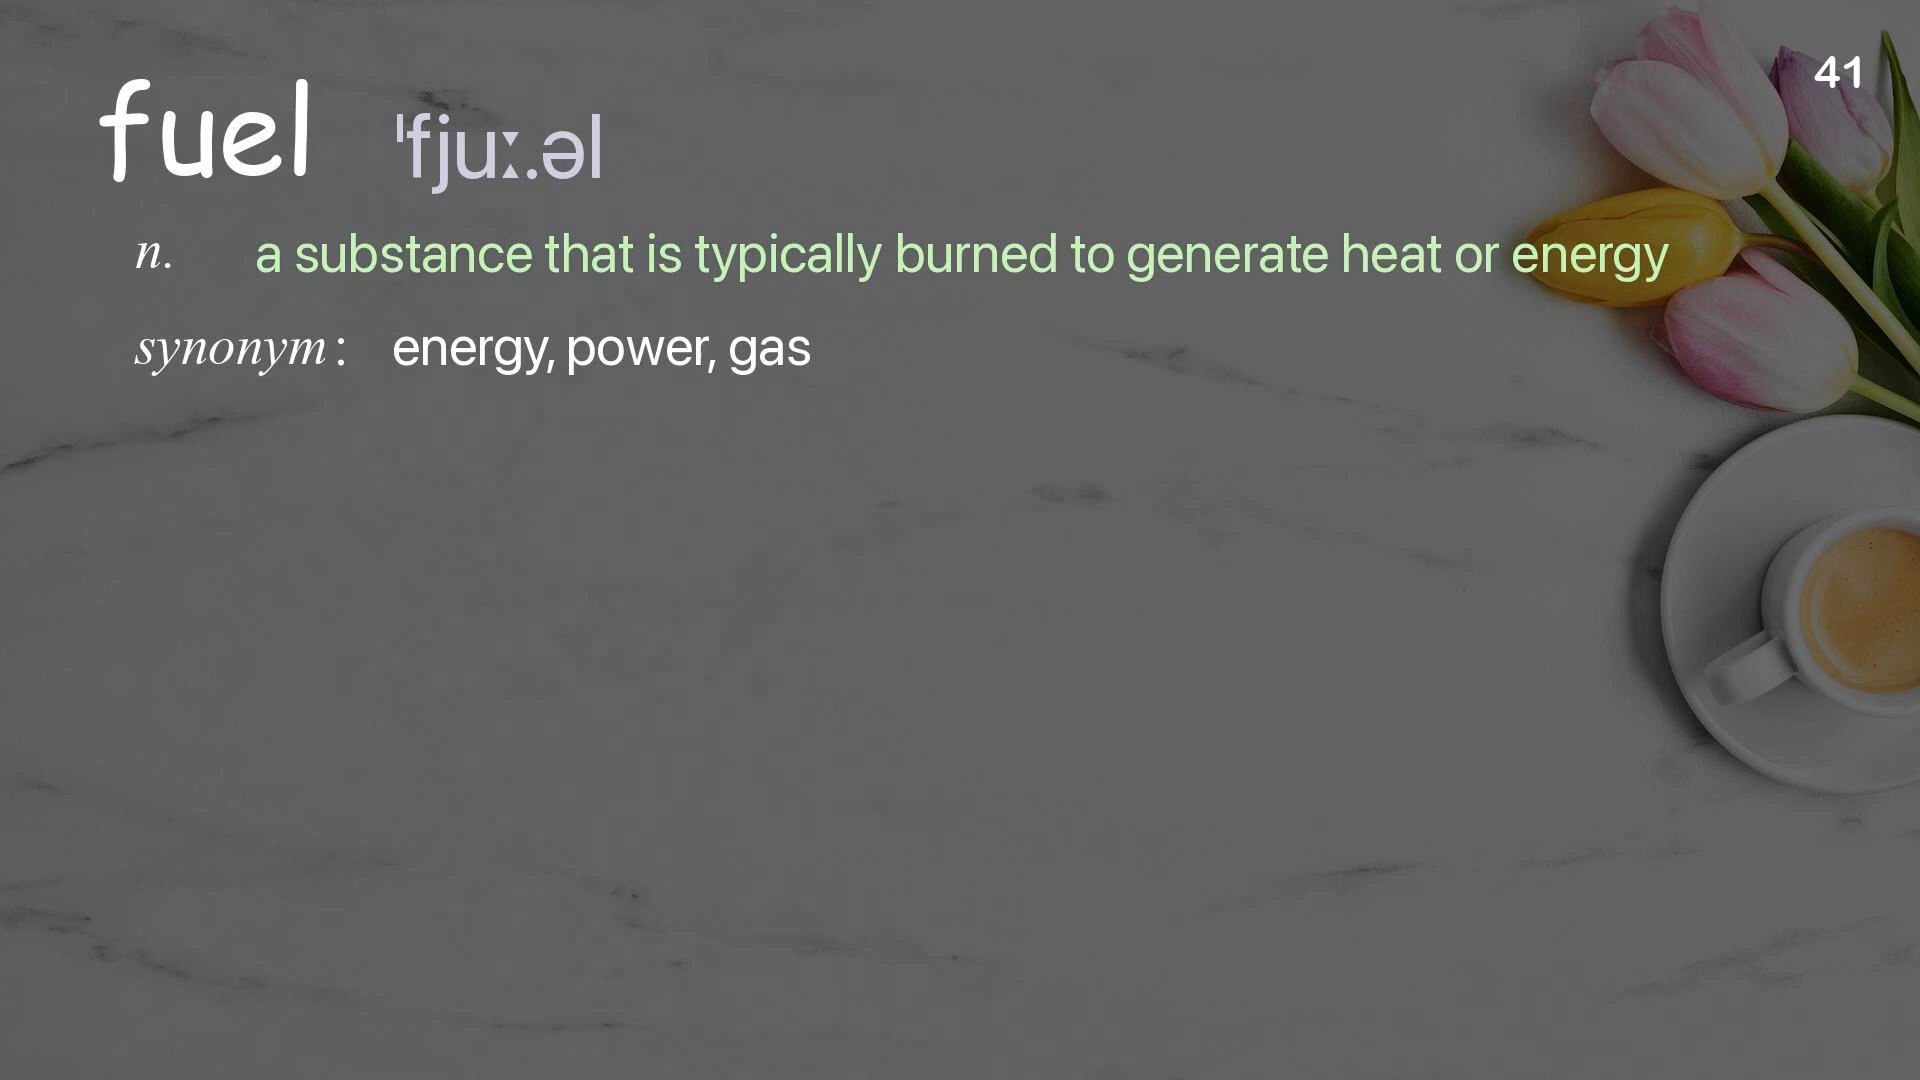 41
fuel ˈfjuː.əl
n. a substance that is typically burned to generate heat or energy
synonym: energy, power, gas